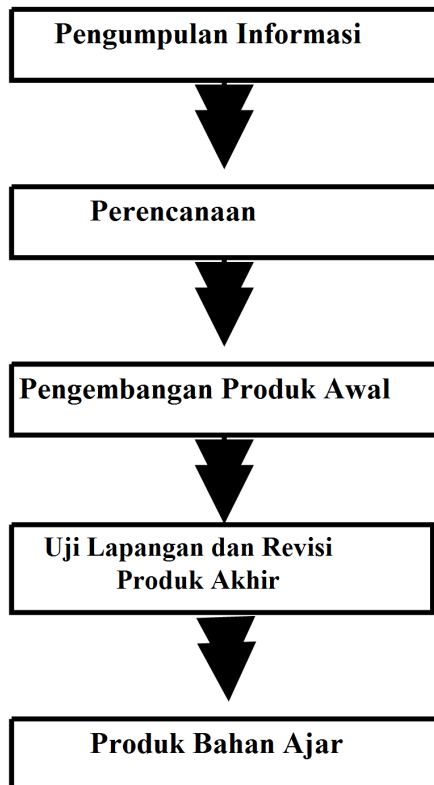 Pengumpulan Informasi
Perencanaan
Pengembangan Produk Awal
Uji Lapangan dan Revisi
Produk Akhir
Produk Bahan Ajar